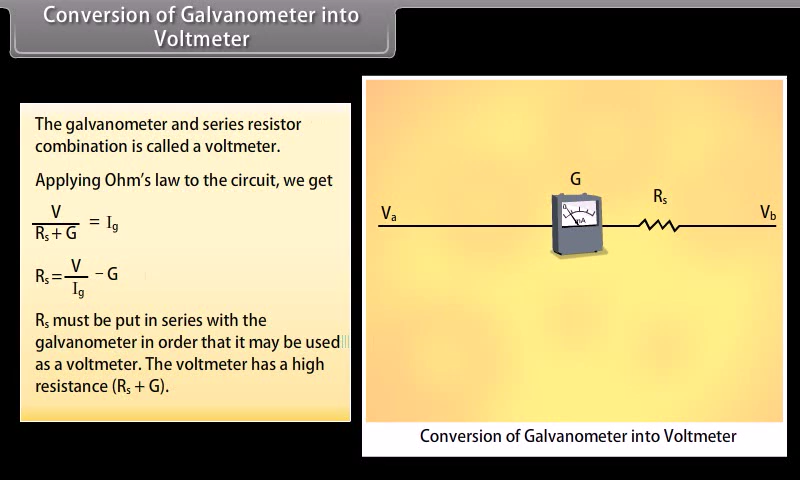 Conversion of Galvanometer into
Voltmeter
The galvanometer and series resistor
combination is called a voltmeter.
Applying Ohm's law to the circuit, we get
V
Rs + G
= Ig
Rs = V/Ig – G
Rs must be put in series with the
galvanometer in order that it may be used
as a voltmeter. The voltmeter has a high
resistance (Rs + G).
Va
G
0
mA
Rs
Vb
Conversion of Galvanometer into Voltmeter